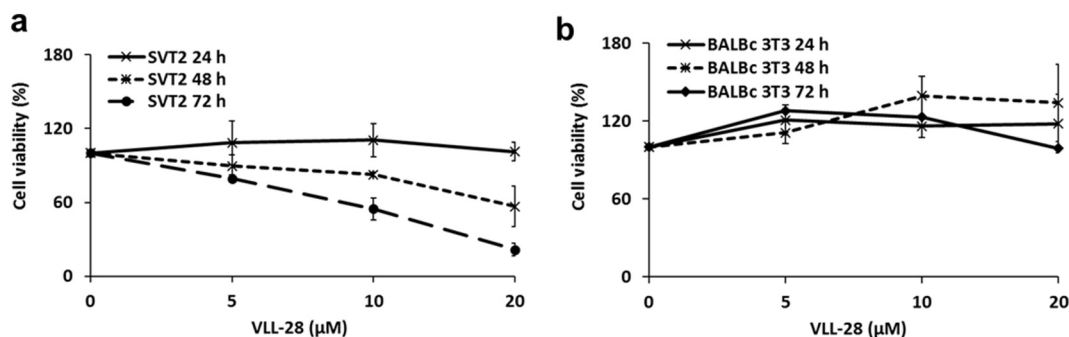 a
180
120
60
0
Cell viability (%)
SVT2 24 h
SVT2 48 h
SVT2 72 h
0 5 10 20
VLL-28 (µM)
b
180
120
60
0
Cell viability (%)
BALBc 3T3 24 h
BALBc 3T3 48 h
BALBc 3T3 72 h
0 5 10 20
VLL-28 (µM)